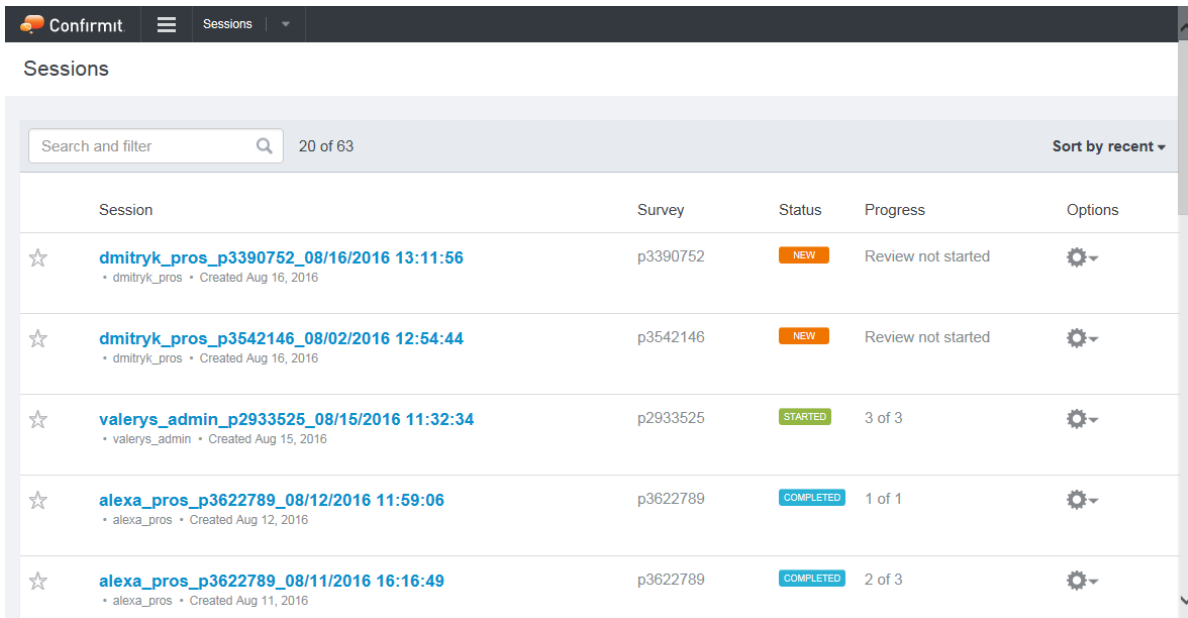 Confirmit Sessions
Sessions
Search and filter 20 of 63 Sort by recent
Session Survey Status Progress Options
dmitryk_pros_p3390752_08/16/2016 13:11:56 p3390752 NEW Review not started
• dmitryk_pros • Created Aug 16, 2016
dmitryk_pros_p3542146_08/02/2016 12:54:44 p3542146 NEW Review not started
• dmitryk_pros • Created Aug 16, 2016
valerys_admin_p2933525_08/15/2016 11:32:34 p2933525 STARTED 3 of 3
• valerys_admin • Created Aug 15, 2016
alexa_pros_p3622789_08/12/2016 11:59:06 p3622789 COMPLETED 1 of 1
• alexa_pros • Created Aug 12, 2016
alexa_pros_p3622789_08/11/2016 16:16:49 p3622789 COMPLETED 2 of 3
• alexa_pros • Created Aug 11, 2016